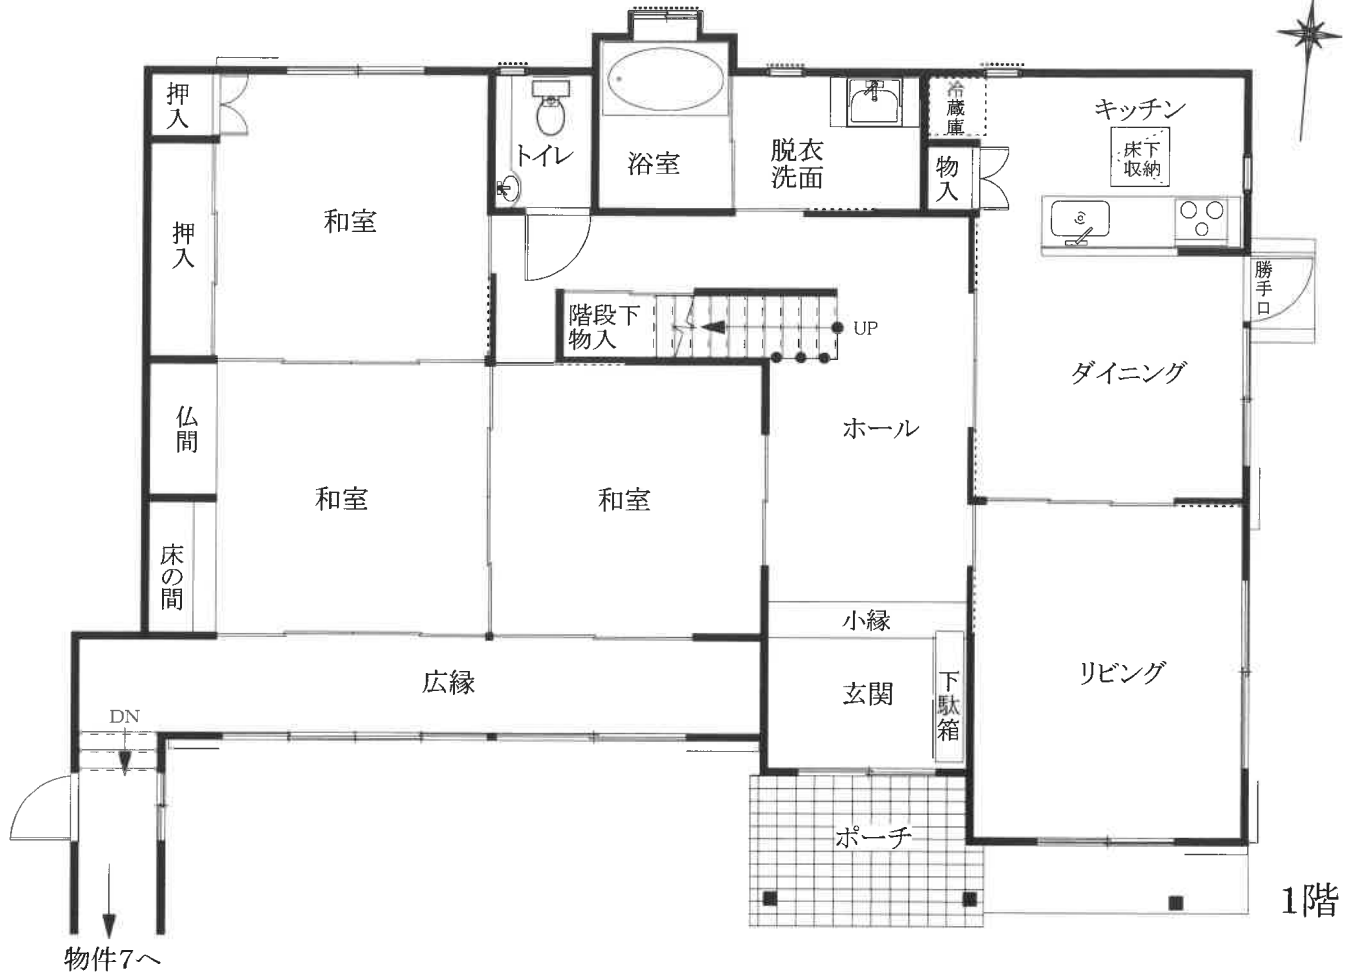 押
入
冷
蔵
庫
キッチン
床下
収納
トイレ
浴室
脱衣
洗面
物
入
和室
押
入
勝
手
口
階段下
物入
UP
ダイニング
仏
間
ホール
和室
和室
床
の
間
小縁
広縁
玄関
下
駄
箱
リビング
DN
ポーチ
1階
物件7へ